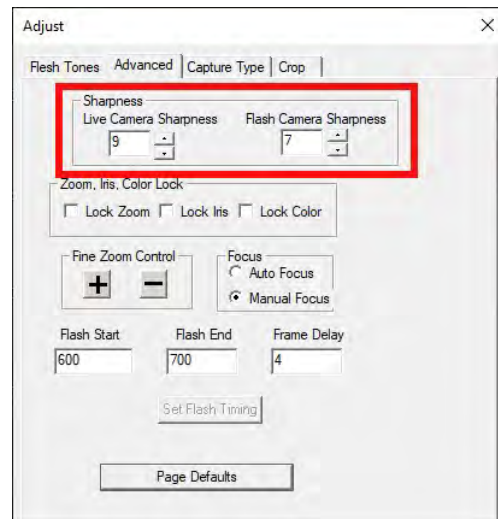 Adjust
Flesh Tones Advanced Capture Type Crop
Sharpness
Live Camera Sharpness Flash Camera Sharpness
9 7
Zoom, Iris, Color Lock
Lock Zoom Lock Iris Lock Color
Fine Zoom Control Focus
+ − Auto Focus
Manual Focus
Flash Start Flash End Frame Delay
600 700 4
Set Flash Timing
Page Defaults